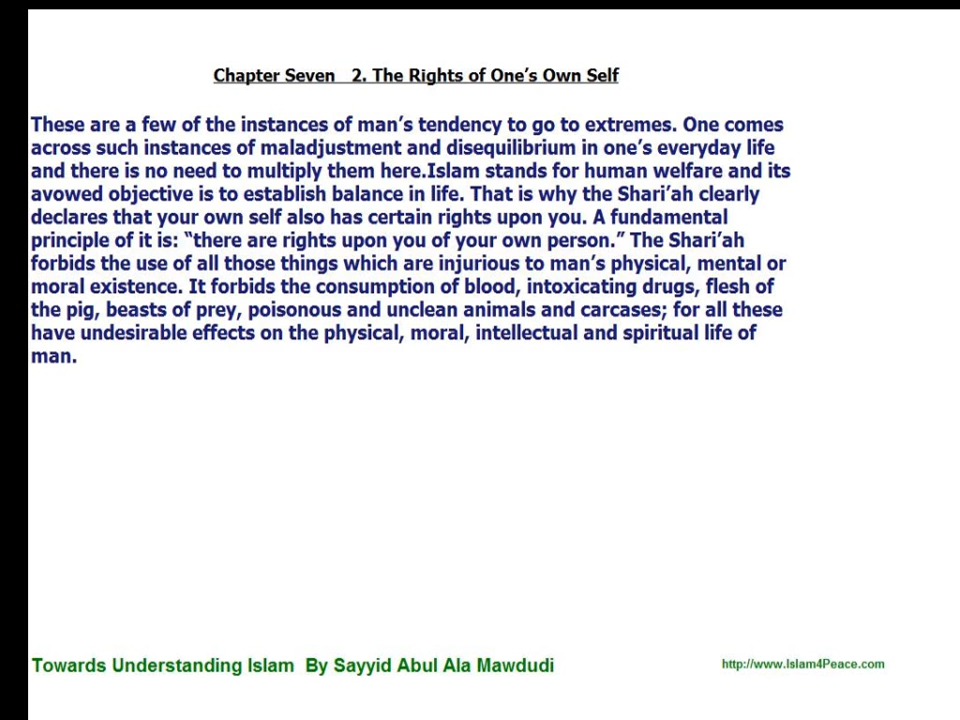 Chapter Seven   2. The Rights of One’s Own Self
These are a few of the instances of man’s tendency to go to extremes. One comes
across such instances of maladjustment and disequilibrium in one’s everyday life
and there is no need to multiply them here.Islam stands for human welfare and its
avowed objective is to establish balance in life. That is why the Shari’ah clearly
declares that your own self also has certain rights upon you. A fundamental
principle of it is: “there are rights upon you of your own person.” The Shari’ah
forbids the use of all those things which are injurious to man’s physical, mental or
moral existence. It forbids the consumption of blood, intoxicating drugs, flesh of
the pig, beasts of prey, poisonous and unclean animals and carcases; for all these
have undesirable effects on the physical, moral, intellectual and spiritual life of
man.
Towards Understanding Islam  By Sayyid Abul Ala Mawdudi
http://www.Islam4Peace.com